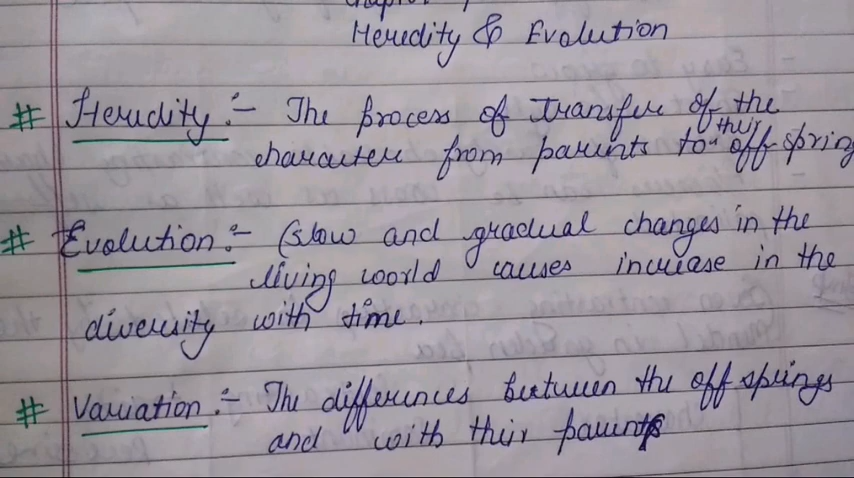 Heredity & Evolution
# Heredity :- The process of transfer of the
character from parents to their off spring
# Evolution :- Slow and gradual changes in the
living world causes increase in the
diversity with time.
# Variation :- The differences between the off springs
and with their parents